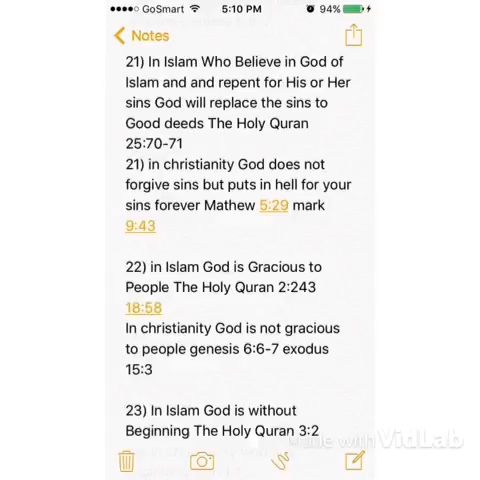 GoSmart 5:10 PM 94%
Notes
21) In Islam Who Believe in God of
Islam and and repent for His or Her
sins God will replace the sins to
Good deeds The Holy Quran
25:70-71
21) in christianity God does not
forgive sins but puts in hell for your
sins forever Mathew 5:29 mark
9:43
22) in Islam God is Gracious to
People The Holy Quran 2:243
18:58
In christianity God is not gracious
to people genesis 6:6-7 exodus
15:3
23) In Islam God is without
Beginning The Holy Quran 3:2
with VidLab